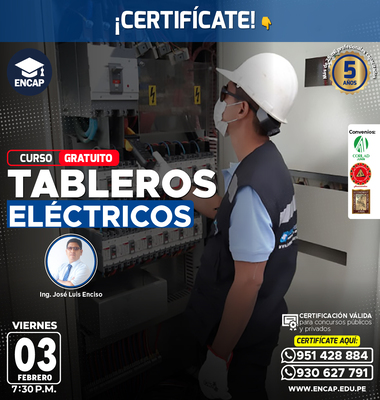 ¡CERTIFÍCATE!
ENCAP
5
AÑOS
Convenios:
CURSO GRATUITO
TABLEROS
ELÉCTRICOS
Ing. José Luis Enciso
VIERNES
03
FEBRERO
7:30 P.M.
CERTIFICACIÓN VÁLIDA
para concursos públicos
y privados
CERTIFÍCATE AQUÍ:
951 428 884
930 627 791
WWW.ENCAP.EDU.PE